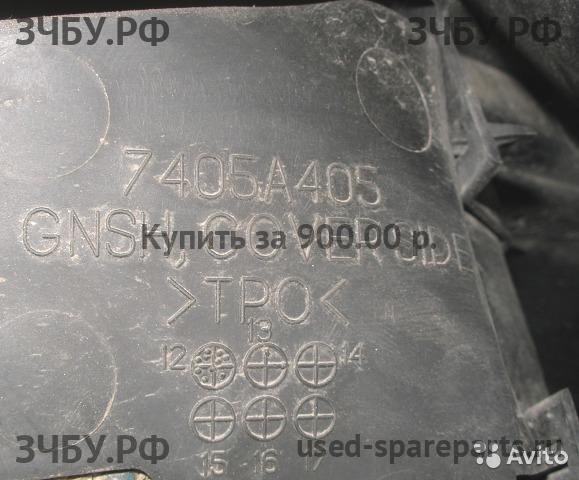 ЗЧБУ.РФ ЗЧБУ.РФ
7405A405
GNSH, COVER SIDE
Купить за 900.00 р.
>TPO<
13
12 14
15 16 17
ЗЧБУ.РФ used-spareparts.ru
Avito